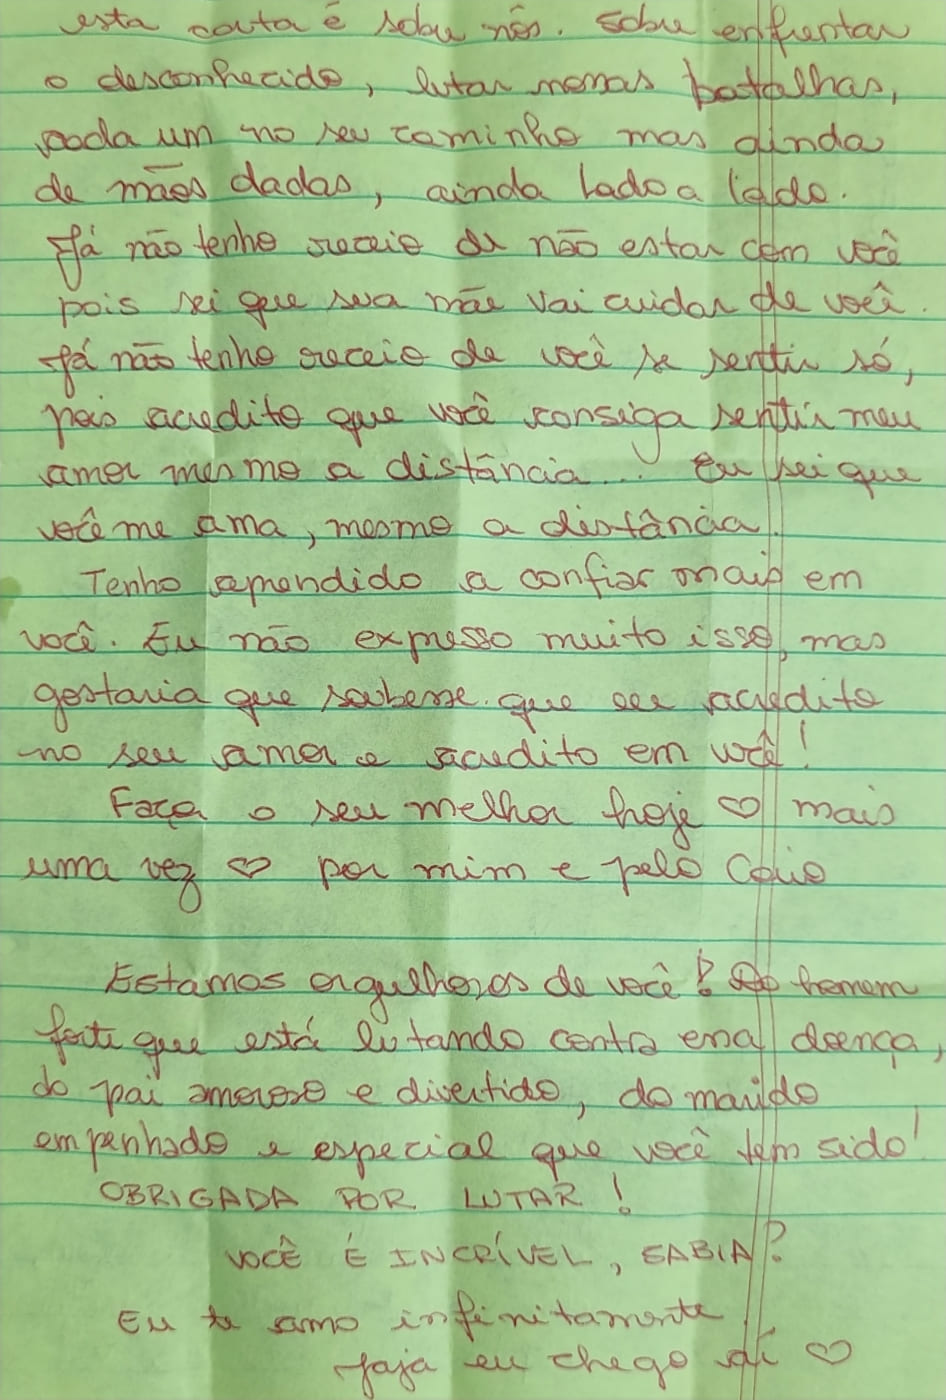 esta carta é sobre nós. Sobre enfrentar
o desconhecido, lutar nossas batalhas,
cada um no seu caminho mas ainda
de mãos dadas, ainda lado a lado.
Já não tenho receio de não estar com você
pois sei que sua mãe vai cuidar de você.
Já não tenho receio de você se sentir só,
pois acredito que você consiga sentir meu
amor mesmo a distância... Eu sei que
você me ama, mesmo a distância.
Tenho aprendido a confiar mais em
você. Eu não expresso muito isso, mas
gostaria que soubesse que eu acredito
no seu amor e acredito em você!
Faça o seu melhor hoje ♡ mais
uma vez ♡ por mim e pelo Caio
Estamos orgulhosos de você! Do homem
forte que está lutando contra essa doença,
do pai amoroso e divertido, do marido
empenhado e especial que você tem sido!
OBRIGADA POR LUTAR!
VOCÊ É INCRÍVEL, SABIA?
Eu te amo infinitamente
Jaja eu chego aí ♡